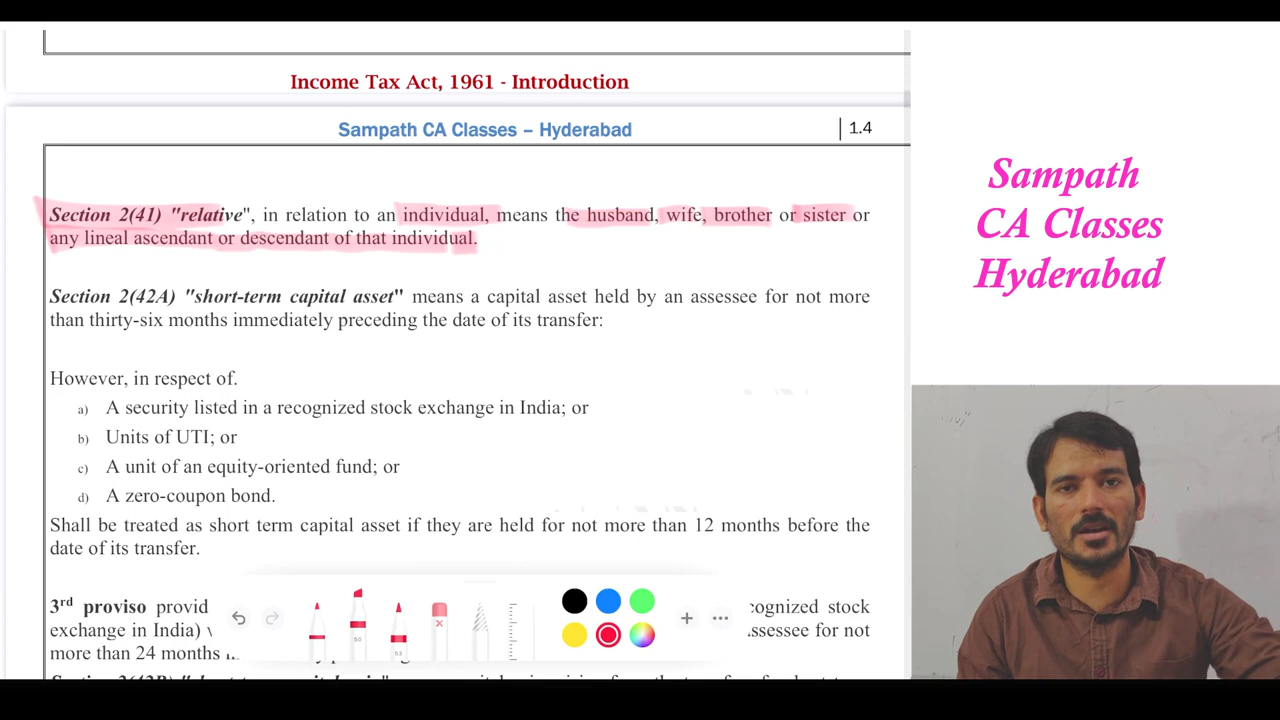 Income Tax Act, 1961 - Introduction
Sampath CA Classes – Hyderabad
1.4
Section 2(41) "relative", in relation to an individual, means the husband, wife, brother or sister or
any lineal ascendant or descendant of that individual.
Section 2(42A) "short-term capital asset" means a capital asset held by an assessee for not more
than thirty-six months immediately preceding the date of its transfer:
However, in respect of.
a) A security listed in a recognized stock exchange in India; or
b) Units of UTI; or
c) A unit of an equity-oriented fund; or
d) A zero-coupon bond.
Shall be treated as short term capital asset if they are held for not more than 12 months before the
date of its transfer.
3rd proviso provid
cognized stock
exchange in India)
ssessee for not
more than 24 months
Sampath
CA Classes
Hyderabad